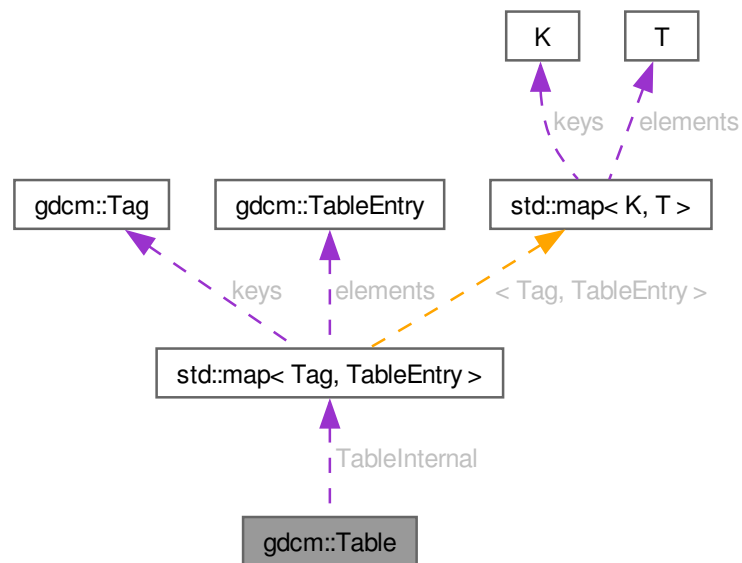 K T
keys elements
gdcm::Tag gdcm::TableEntry std::map< K, T >
keys elements < Tag, TableEntry >
std::map< Tag, TableEntry >
TableInternal
gdcm::Table